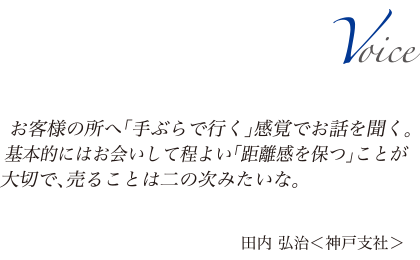 Voice
お客様の所へ「手ぶらで行く」感覚でお話を聞く。
基本的にはお会いして程よい「距離感を保つ」ことが
大切で、売ることは二の次みたいな。
田内 弘治＜神戸支社＞